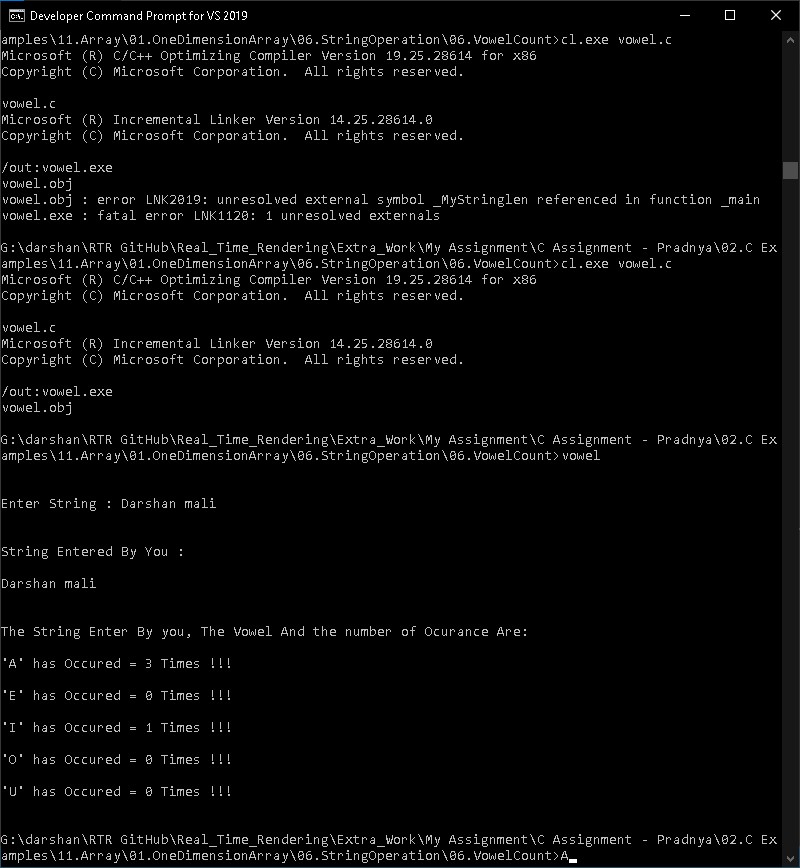 Developer Command Prompt for VS 2019
amples\11.Array\01.OneDimensionArray\06.StringOperation\06.VowelCount>cl.exe vowel.c
Microsoft (R) C/C++ Optimizing Compiler Version 19.25.28614 for x86
Copyright (C) Microsoft Corporation.  All rights reserved.
vowel.c
Microsoft (R) Incremental Linker Version 14.25.28614.0
Copyright (C) Microsoft Corporation.  All rights reserved.
/out:vowel.exe
vowel.obj
vowel.obj : error LNK2019: unresolved external symbol _MyStringlen referenced in function _main
vowel.exe : fatal error LNK1120: 1 unresolved externals
G:\darshan\RTR GitHub\Real_Time_Rendering\Extra_Work\My Assignment\C Assignment - Pradnya\02.C Ex
amples\11.Array\01.OneDimensionArray\06.StringOperation\06.VowelCount>cl.exe vowel.c
Microsoft (R) C/C++ Optimizing Compiler Version 19.25.28614 for x86
Copyright (C) Microsoft Corporation.  All rights reserved.
vowel.c
Microsoft (R) Incremental Linker Version 14.25.28614.0
Copyright (C) Microsoft Corporation.  All rights reserved.
/out:vowel.exe
vowel.obj
G:\darshan\RTR GitHub\Real_Time_Rendering\Extra_Work\My Assignment\C Assignment - Pradnya\02.C Ex
amples\11.Array\01.OneDimensionArray\06.StringOperation\06.VowelCount>vowel
Enter String : Darshan mali
String Entered By You :
Darshan mali
The String Enter By you, The Vowel And the number of Ocurance Are:
'A' has Occured = 3 Times !!!
'E' has Occured = 0 Times !!!
'I' has Occured = 1 Times !!!
'O' has Occured = 0 Times !!!
'U' has Occured = 0 Times !!!
G:\darshan\RTR GitHub\Real_Time_Rendering\Extra_Work\My Assignment\C Assignment - Pradnya\02.C Ex
amples\11.Array\01.OneDimensionArray\06.StringOperation\06.VowelCount>A